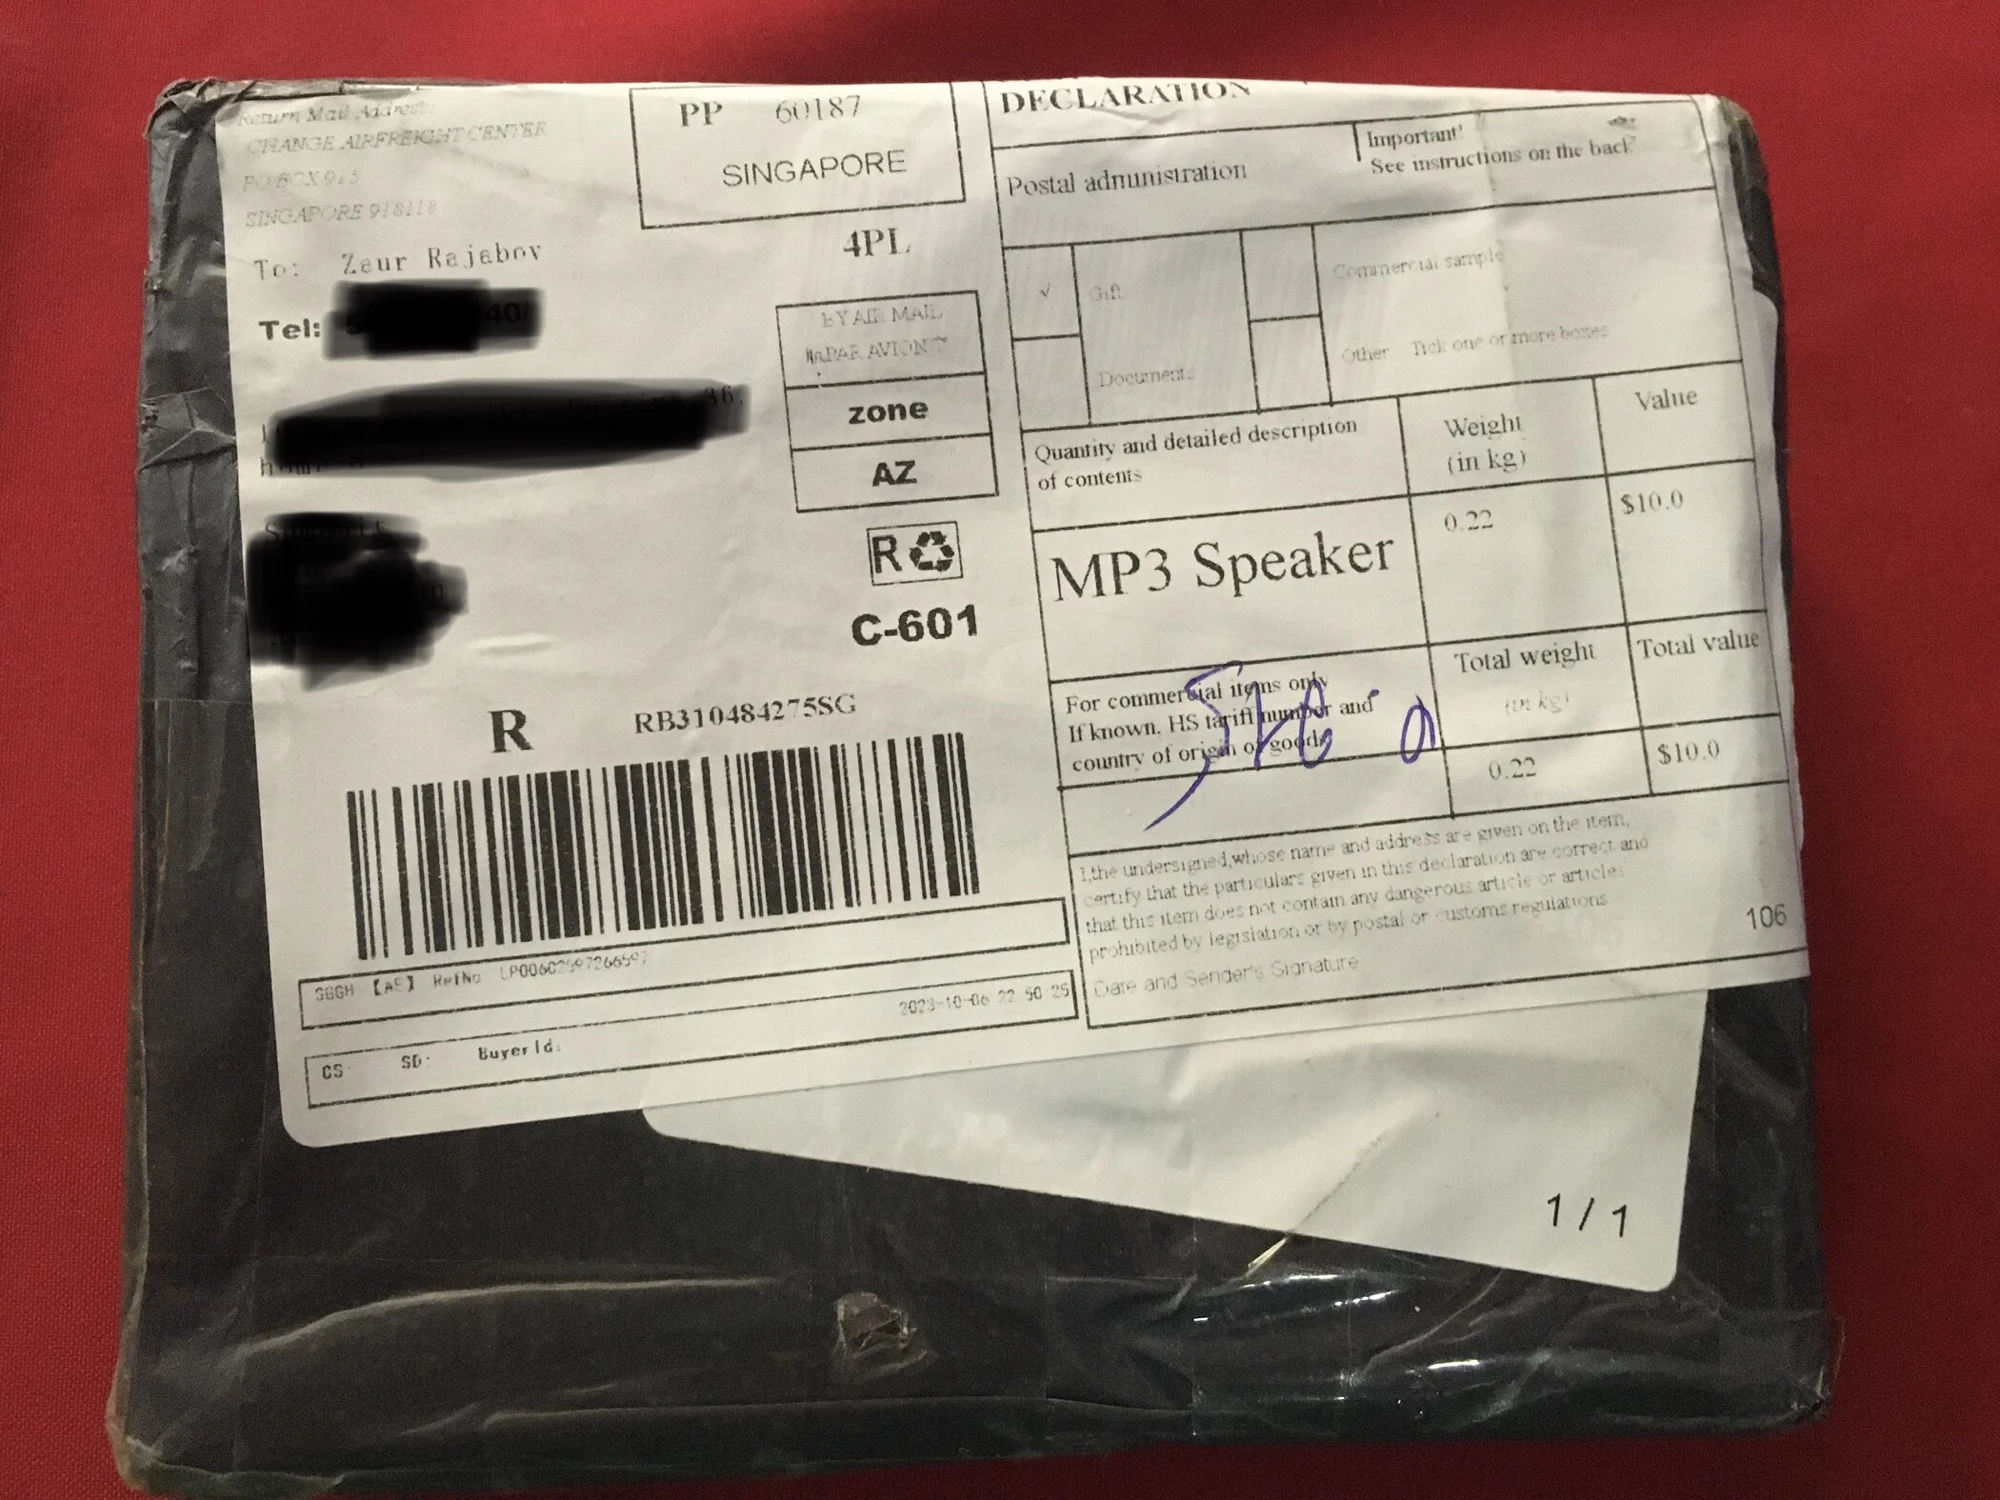 Return Mail Address:
CHANGE AIRFREIGHT CENTER
PO BOX 915
SINGAPORE 918118
PP 60187
SINGAPORE
4PL
To: Zaur Rajabov
Tel:
BY AIR MAIL
PAR AVION
zone
AZ
R
C-601
R RB310484275SG
SGGH 【AE】 RefNo LP00602597266597
2023-10-06 22:50:25
CS: SD: BuyerId:
DECLARATION
Postal administration
Important!
See instructions on the back
√ Gift
Commercial sample
Documents
Other Tick one or more boxes
Quantity and detailed description
of contents
Weight
(in kg)
Value
MP3 Speaker
0.22
$10.0
For commercial items only
If known, HS tariff number and
country of origin of goods
Total weight
(in kg)
Total value
0.22
$10.0
I,the undersigned,whose name and address are given on the item,
certify that the particulars given in this declaration are correct and
that this item does not contain any dangerous article or articles
prohibited by legislation or by postal or customs regulations
106
Date and Sender's Signature
1/1